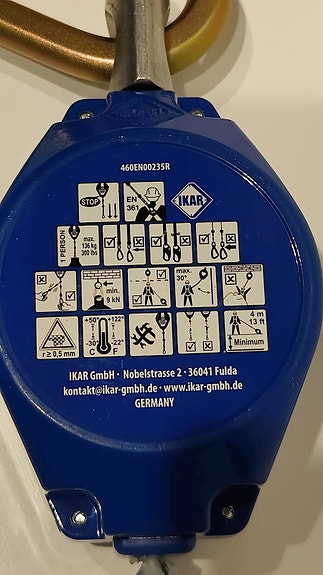 460EN00235R
STOP
EN 361
IKAR
1 PERSON
max. 136 kg 300 lbs
min. 9 kN
max. 30°
r ≥ 0,5 mm
+50° +122°
-30° -22°
C F
4 m
13 ft
Minimum
IKAR GmbH · Nobelstrasse 2 · 36041 Fulda
kontakt@ikar-gmbh.de · www.ikar-gmbh.de
GERMANY